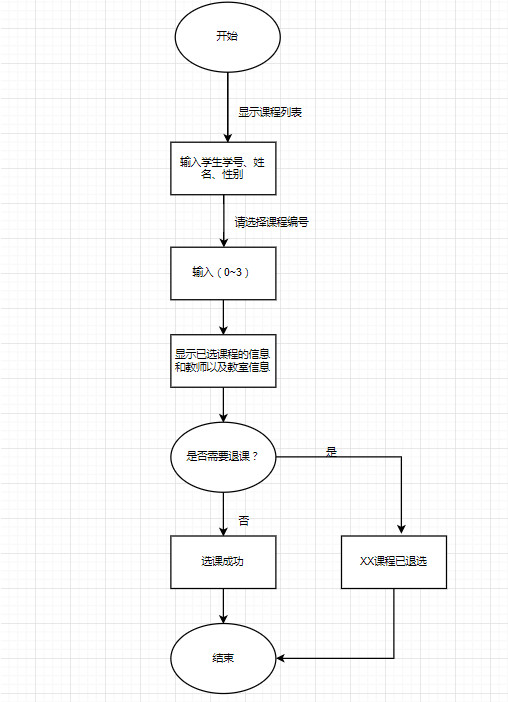 开始
显示课程列表
输入学生学号、姓
名、性别
请选择课程编号
输入（0~3）
显示已选课程的信息
和教师以及教室信息
是否需要退课？
是
否
选课成功
XX课程已退选
结束